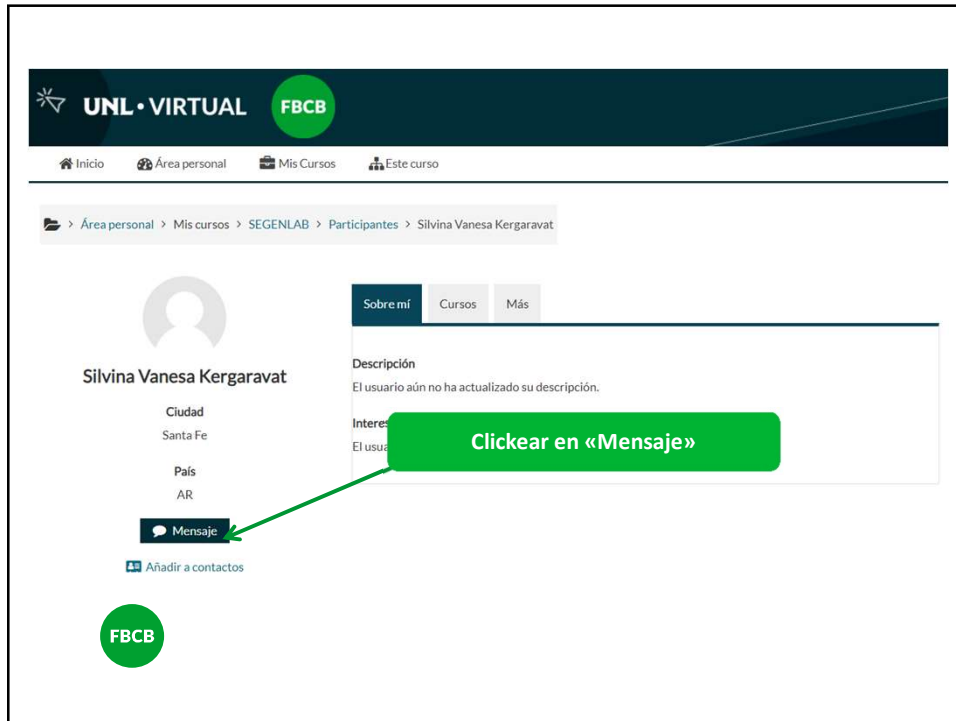 UNL • VIRTUAL FBCB
Inicio Área personal Mis Cursos Este curso
> Área personal > Mis cursos > SEGENLAB > Participantes > Silvina Vanesa Kergaravat
Sobre mí Cursos Más
Silvina Vanesa Kergaravat
Ciudad
Santa Fe
País
AR
Mensaje
Añadir a contactos
Descripción
El usuario aún no ha actualizado su descripción.
El
Clickear en «Mensaje»
FBCB